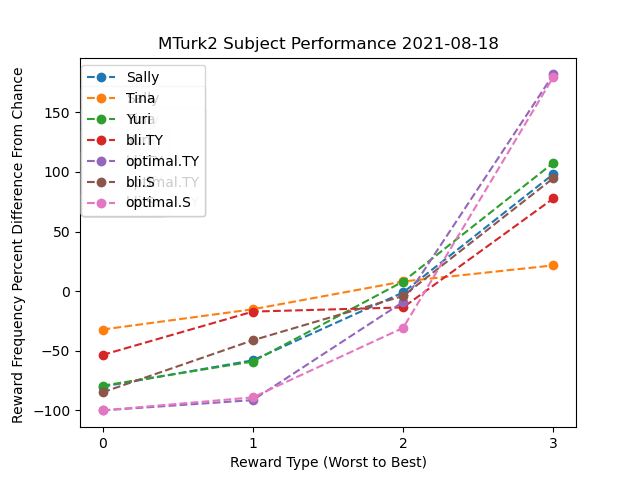 MTurk2 Subject Performance 2021-08-18
Reward Frequency Percent Difference From Chance
150
100
50
0
−50
−100
Sally
Tina
Yuri
bli.TY
optimal.TY
bli.S
optimal.S
0 1 2 3
Reward Type (Worst to Best)